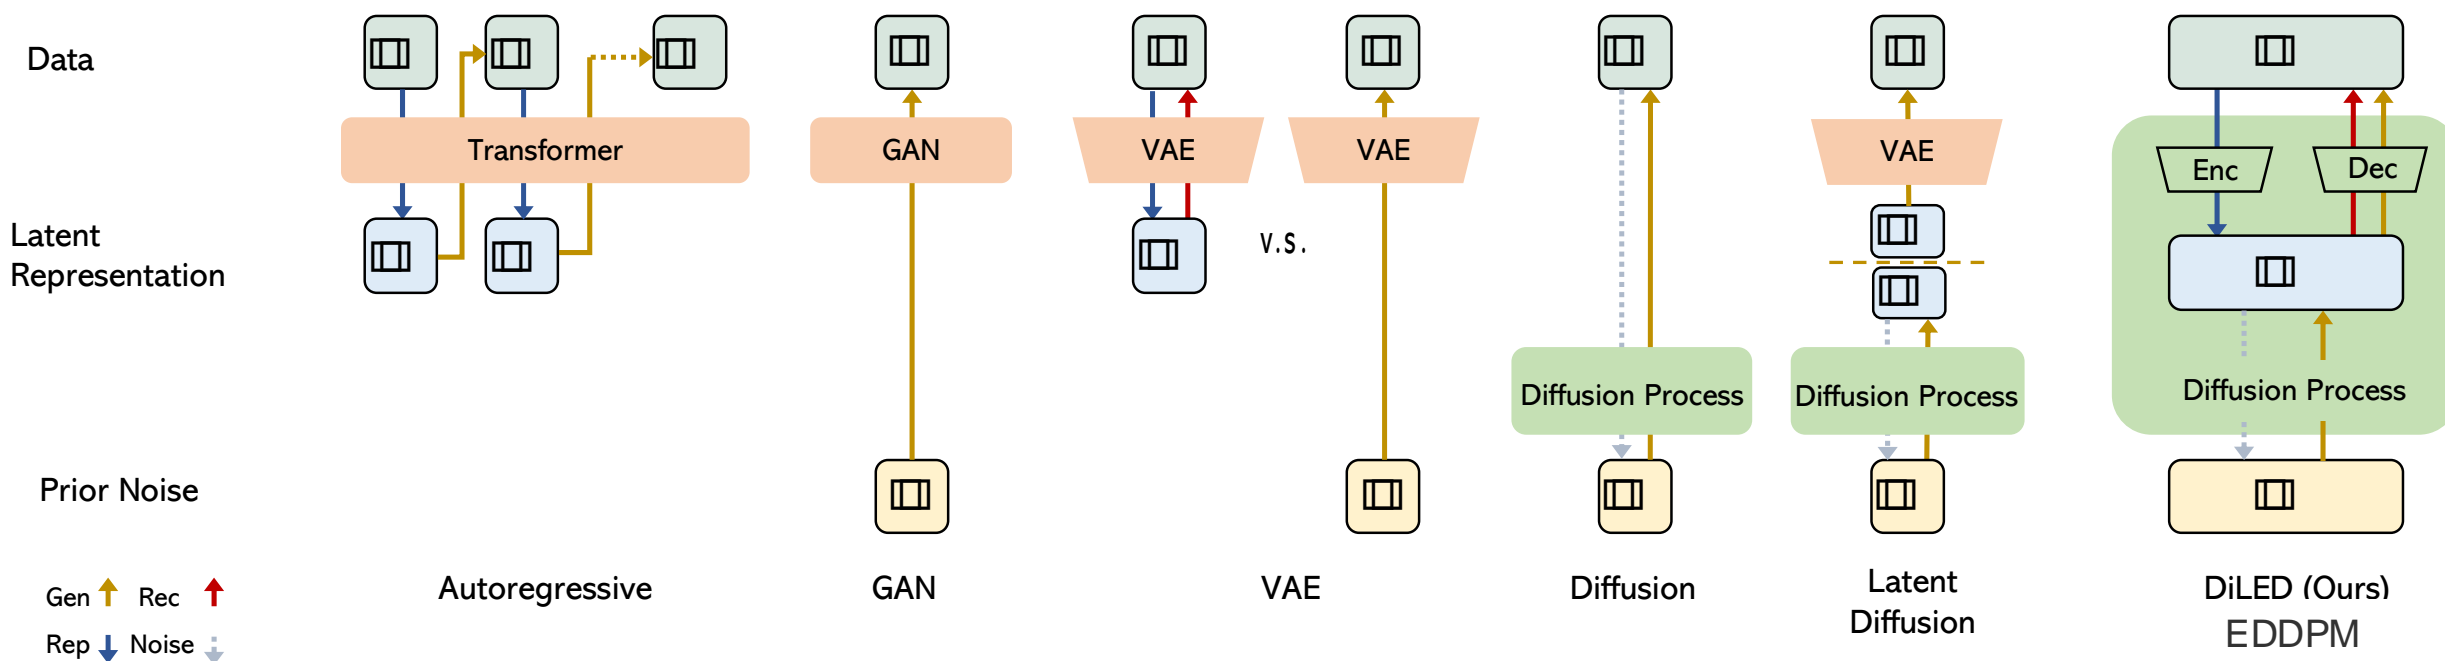 Data
Transformer
GAN
VAE
VAE
VAE
Enc
Dec
Latent
Representation
v.s.
Diffusion Process
Diffusion Process
Diffusion Process
Prior Noise
Gen
Rec
Rep
Noise
Autoregressive
GAN
VAE
Diffusion
Latent
Diffusion
DiLED (Ours)
EDDPM